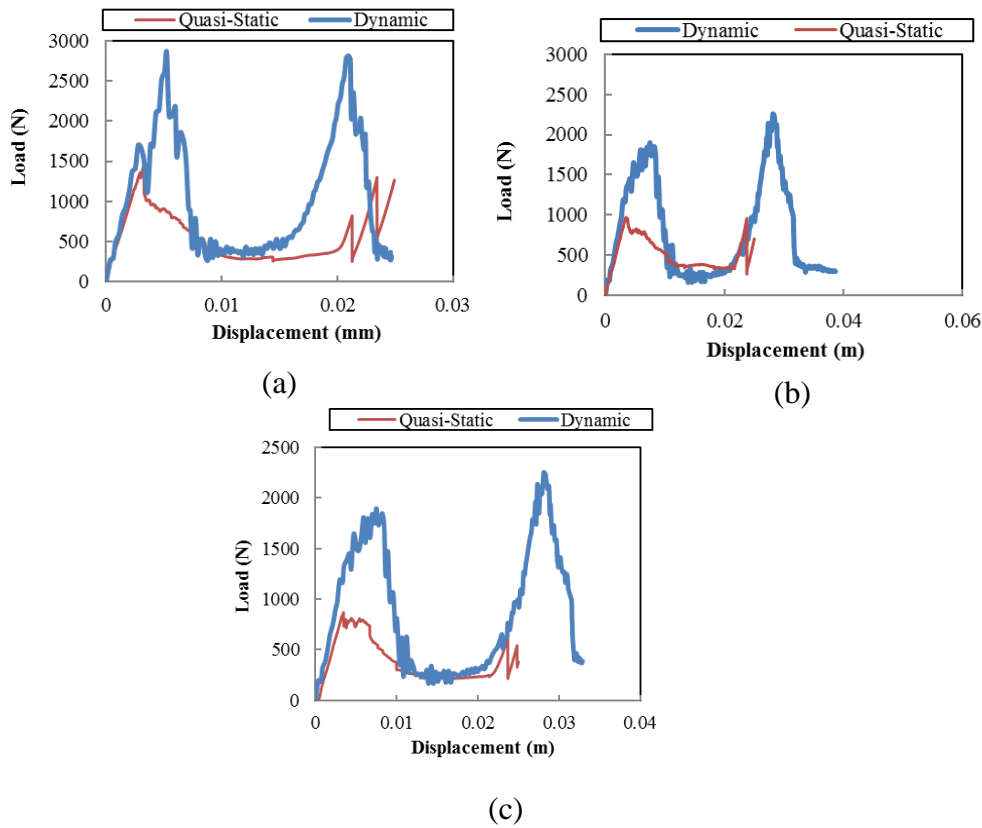 Quasi-Static Dynamic
3000
2500
2000
1500
1000
500
0
Load (N)
0 0.01 0.02 0.03
Displacement (mm)
(a)
Dynamic Quasi-Static
3000
2500
2000
1500
1000
500
0
Load (N)
0 0.02 0.04 0.06
Displacement (m)
(b)
Quasi-Static Dynamic
2500
2000
1500
1000
500
0
Load (N)
0 0.01 0.02 0.03 0.04
Displacement (m)
(c)